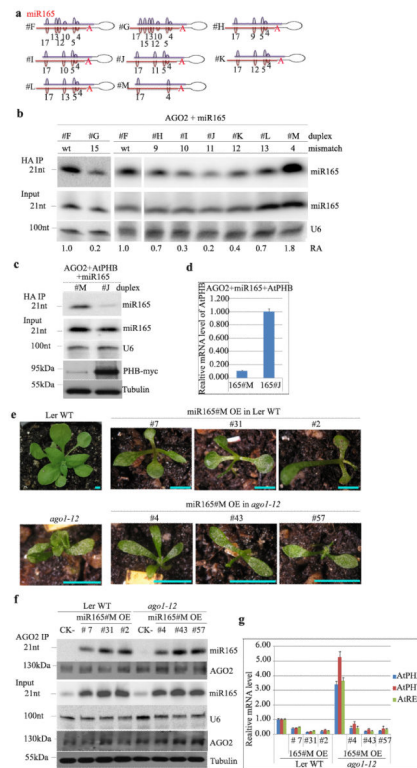 a miR165
#F #G #H
17 13 12 10 5 4 17 13 10 5 4 15 12 17 9 5 4
#I #J #K
17 10 5 4 17 11 5 4 17 12 5 4
#L #M
17 13 5 4 17 4
b AGO2 + miR165
#F #G #F #H #I #J #K #L #M duplex
wt 15 wt 9 10 11 12 13 4 mismatch
HA IP
21nt miR165
Input
21nt miR165
100nt U6
1.0 0.2 1.0 0.7 0.3 0.2 0.4 0.7 1.8 RA
c AGO2+AtPHB
+miR165
HA IP #M #J duplex
21nt miR165
Input
21nt miR165
100nt U6
95kDa PHB-myc
55kDa Tubulin
d AGO2+miR165+AtPHB
Realtive mRNA level of AtPHB
1.200
1.000
0.800
0.600
0.400
0.200
0.000
165#M 165#J
e Ler WT miR165#M OE in Ler WT
#7 #31 #2
ago1-12 miR165#M OE in ago1-12
#4 #43 #57
f Ler WT ago1-12
miR165#M OE miR165#M OE
AGO2 IP CK- # 7 #31 #2 CK- #4 #43 #57
21nt miR165
130kDa AGO2
Input
21nt miR165
100nt U6
130kDa AGO2
55kDa Tubulin
g
Realtive mRNA level
6.00
5.00
4.00
3.00
2.00
1.00
0.00
# 7 #31 #2 #4 #43 #57
165#M OE 165#M OE
Ler WT ago1-12